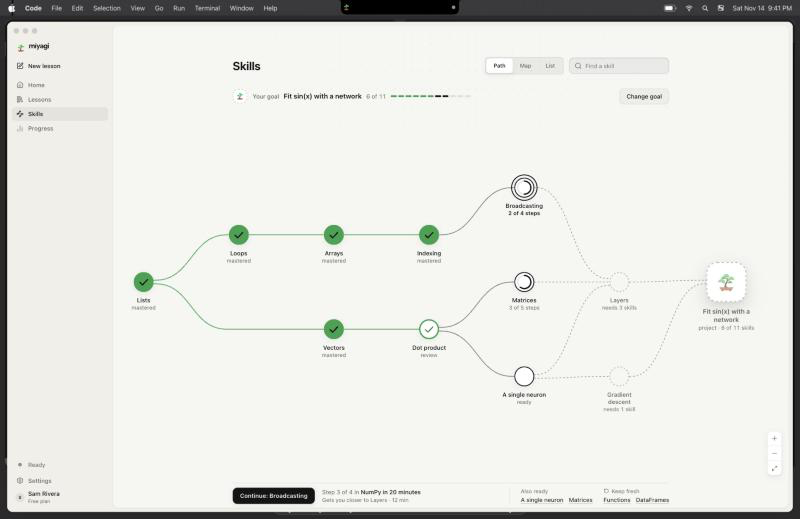 Code File Edit Selection View Go Run Terminal Window Help
Sat Nov 14 9:41 PM
miyagi
New lesson
Home
Lessons
Skills
Progress
Skills
Path Map List
Find a skill
Your goal Fit sin(x) with a network 6 of 11
Change goal
Broadcasting
2 of 4 steps
Loops
mastered
Arrays
mastered
Indexing
mastered
Lists
mastered
Matrices
3 of 5 steps
Layers
needs 3 skills
Fit sin(x) with a
network
project · 6 of 11 skills
Vectors
mastered
Dot product
review
A single neuron
ready
Gradient
descent
needs 1 skill
+
−
Ready
Settings
Sam Rivera
Free plan
Continue: Broadcasting
Step 3 of 4 in NumPy in 20 minutes
Gets you closer to Layers · 12 min
Also ready
A single neuron Matrices
Keep fresh
Functions DataFrames